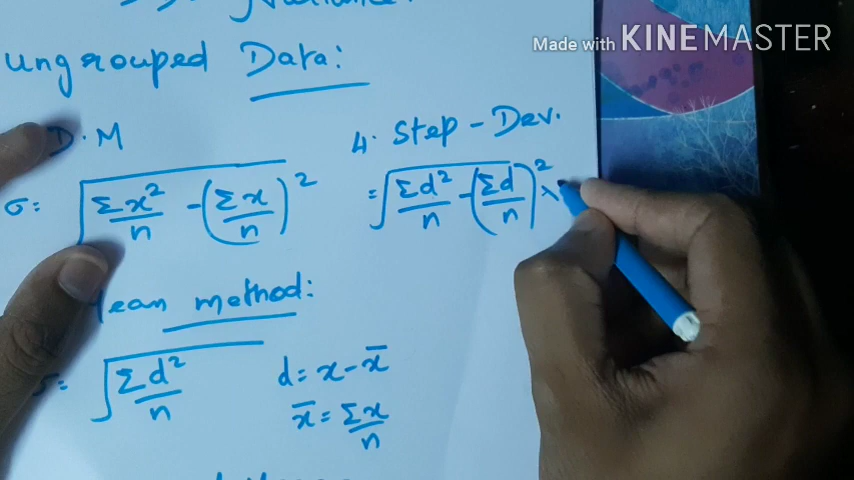 Made with KINEMASTER
ungrouped Data:
D.M
σ = √Σx²/n - (Σx/n)²
4. Step - Dev.
= √Σd²/n - (Σd/n)² ×
method:
= √Σd²/n
d = x - x̄
x̄ = Σx/n